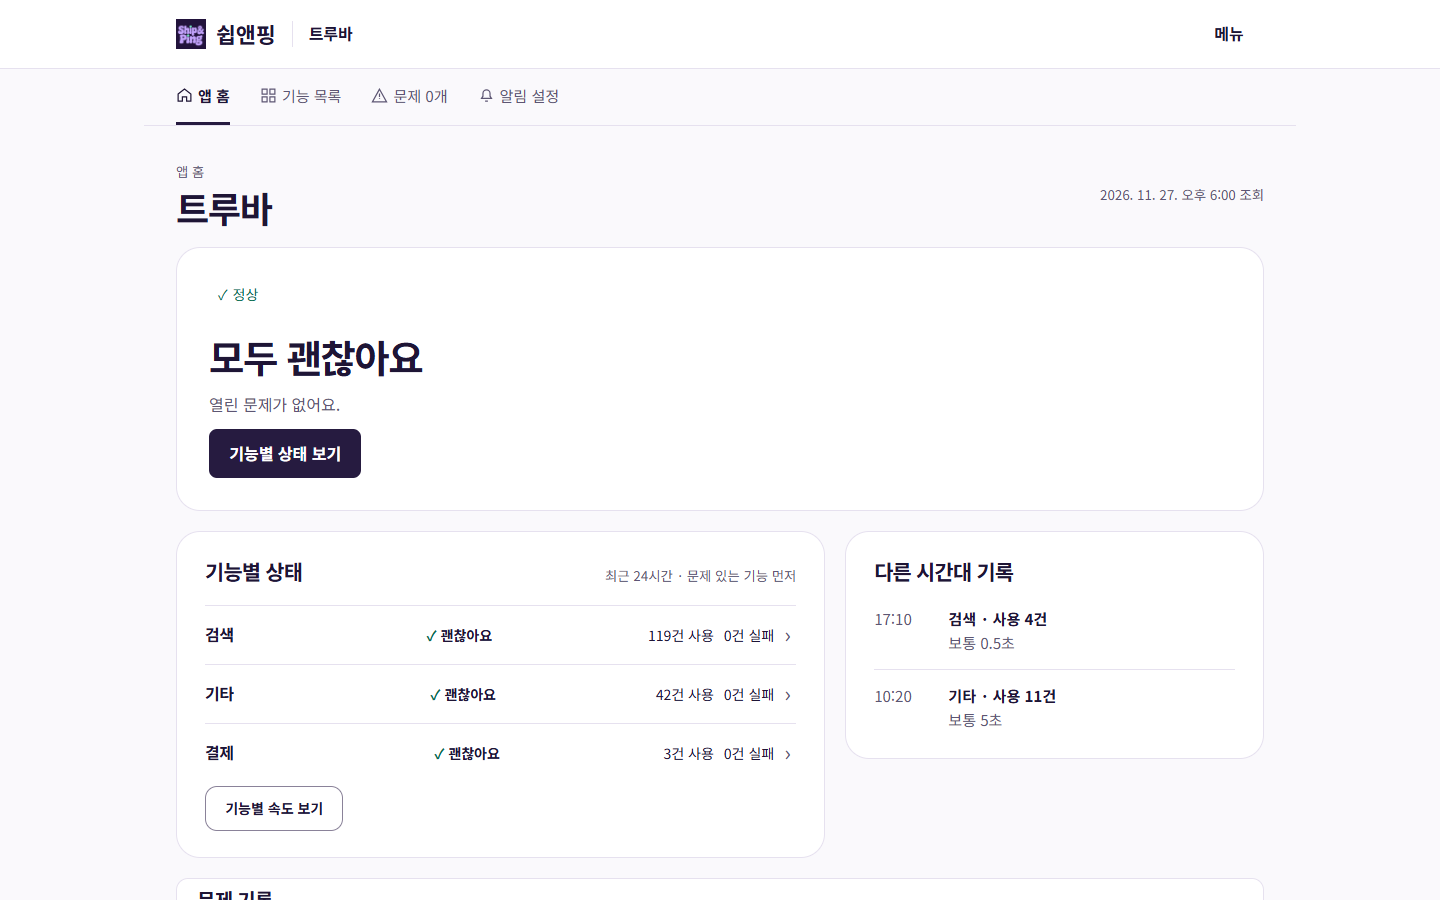 Ship&
Ping
쉽앤핑
트루바
메뉴
앱 홈
기능 목록
문제 0개
알림 설정
앱 홈
트루바
2026. 11. 27. 오후 6:00 조회
✓ 정상
모두 괜찮아요
열린 문제가 없어요.
기능별 상태 보기
기능별 상태
최근 24시간 · 문제 있는 기능 먼저
검색 ✓ 괜찮아요 119건 사용 0건 실패 ›
기타 ✓ 괜찮아요 42건 사용 0건 실패 ›
결제 ✓ 괜찮아요 3건 사용 0건 실패 ›
기능별 속도 보기
다른 시간대 기록
17:10 검색 · 사용 4건
보통 0.5초
10:20 기타 · 사용 11건
보통 5초
문제 기록